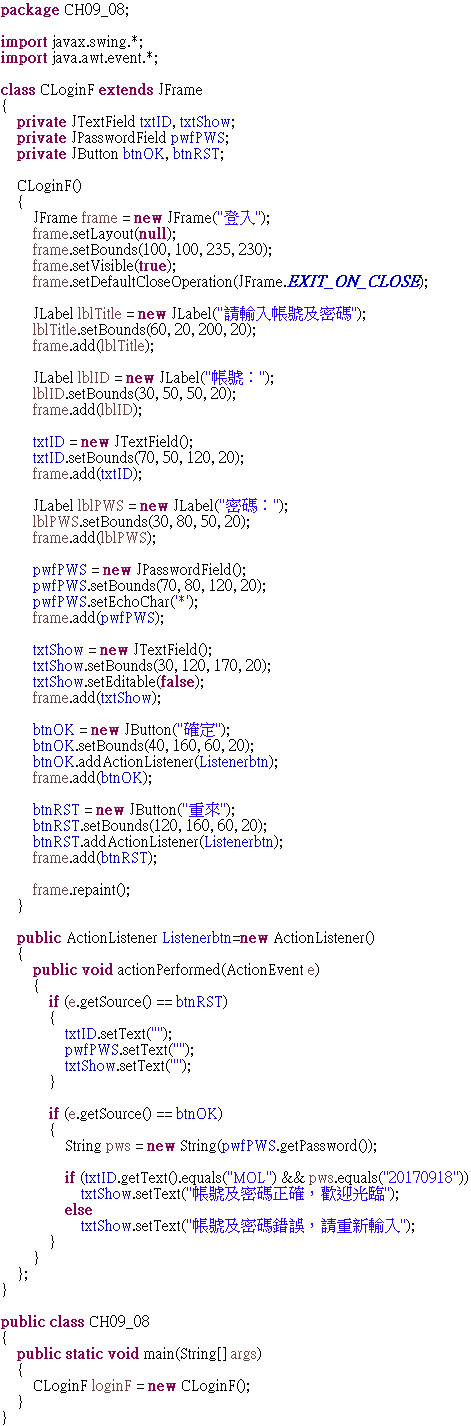 package CH09_08;
import javax.swing.*;
import java.awt.event.*;
class CLoginF extends JFrame
{
private JTextField txtID, txtShow;
private JPasswordField pwfPWS;
private JButton btnOK, btnRST;
CLoginF()
{
JFrame frame = new JFrame("登入");
frame.setLayout(null);
frame.setBounds(100, 100, 235, 230);
frame.setVisible(true);
frame.setDefaultCloseOperation(JFrame.EXIT_ON_CLOSE);
JLabel lblTitle = new JLabel("請輸入帳號及密碼");
lblTitle.setBounds(60, 20, 200, 20);
frame.add(lblTitle);
JLabel lblID = new JLabel("帳號：");
lblID.setBounds(30, 50, 50, 20);
frame.add(lblID);
txtID = new JTextField();
txtID.setBounds(70, 50, 120, 20);
frame.add(txtID);
JLabel lblPWS = new JLabel("密碼：");
lblPWS.setBounds(30, 80, 50, 20);
frame.add(lblPWS);
pwfPWS = new JPasswordField();
pwfPWS.setBounds(70, 80, 120, 20);
pwfPWS.setEchoChar('*');
frame.add(pwfPWS);
txtShow = new JTextField();
txtShow.setBounds(30, 120, 170, 20);
txtShow.setEditable(false);
frame.add(txtShow);
btnOK = new JButton("確定");
btnOK.setBounds(40, 160, 60, 20);
btnOK.addActionListener(Listenerbtn);
frame.add(btnOK);
btnRST = new JButton("重來");
btnRST.setBounds(120, 160, 60, 20);
btnRST.addActionListener(Listenerbtn);
frame.add(btnRST);
frame.repaint();
}
public ActionListener Listenerbtn=new ActionListener()
{
public void actionPerformed(ActionEvent e)
{
if (e.getSource() == btnRST)
{
txtID.setText("");
pwfPWS.setText("");
txtShow.setText("");
}
if (e.getSource() == btnOK)
{
String pws = new String(pwfPWS.getPassword());
if (txtID.getText().equals("MOL") && pws.equals("20170918"))
txtShow.setText("帳號及密碼正確，歡迎光臨");
else
txtShow.setText("帳號及密碼錯誤，請重新輸入");
}
}
};
}
public class CH09_08
{
public static void main(String[] args)
{
CLoginF loginF = new CLoginF();
}
}